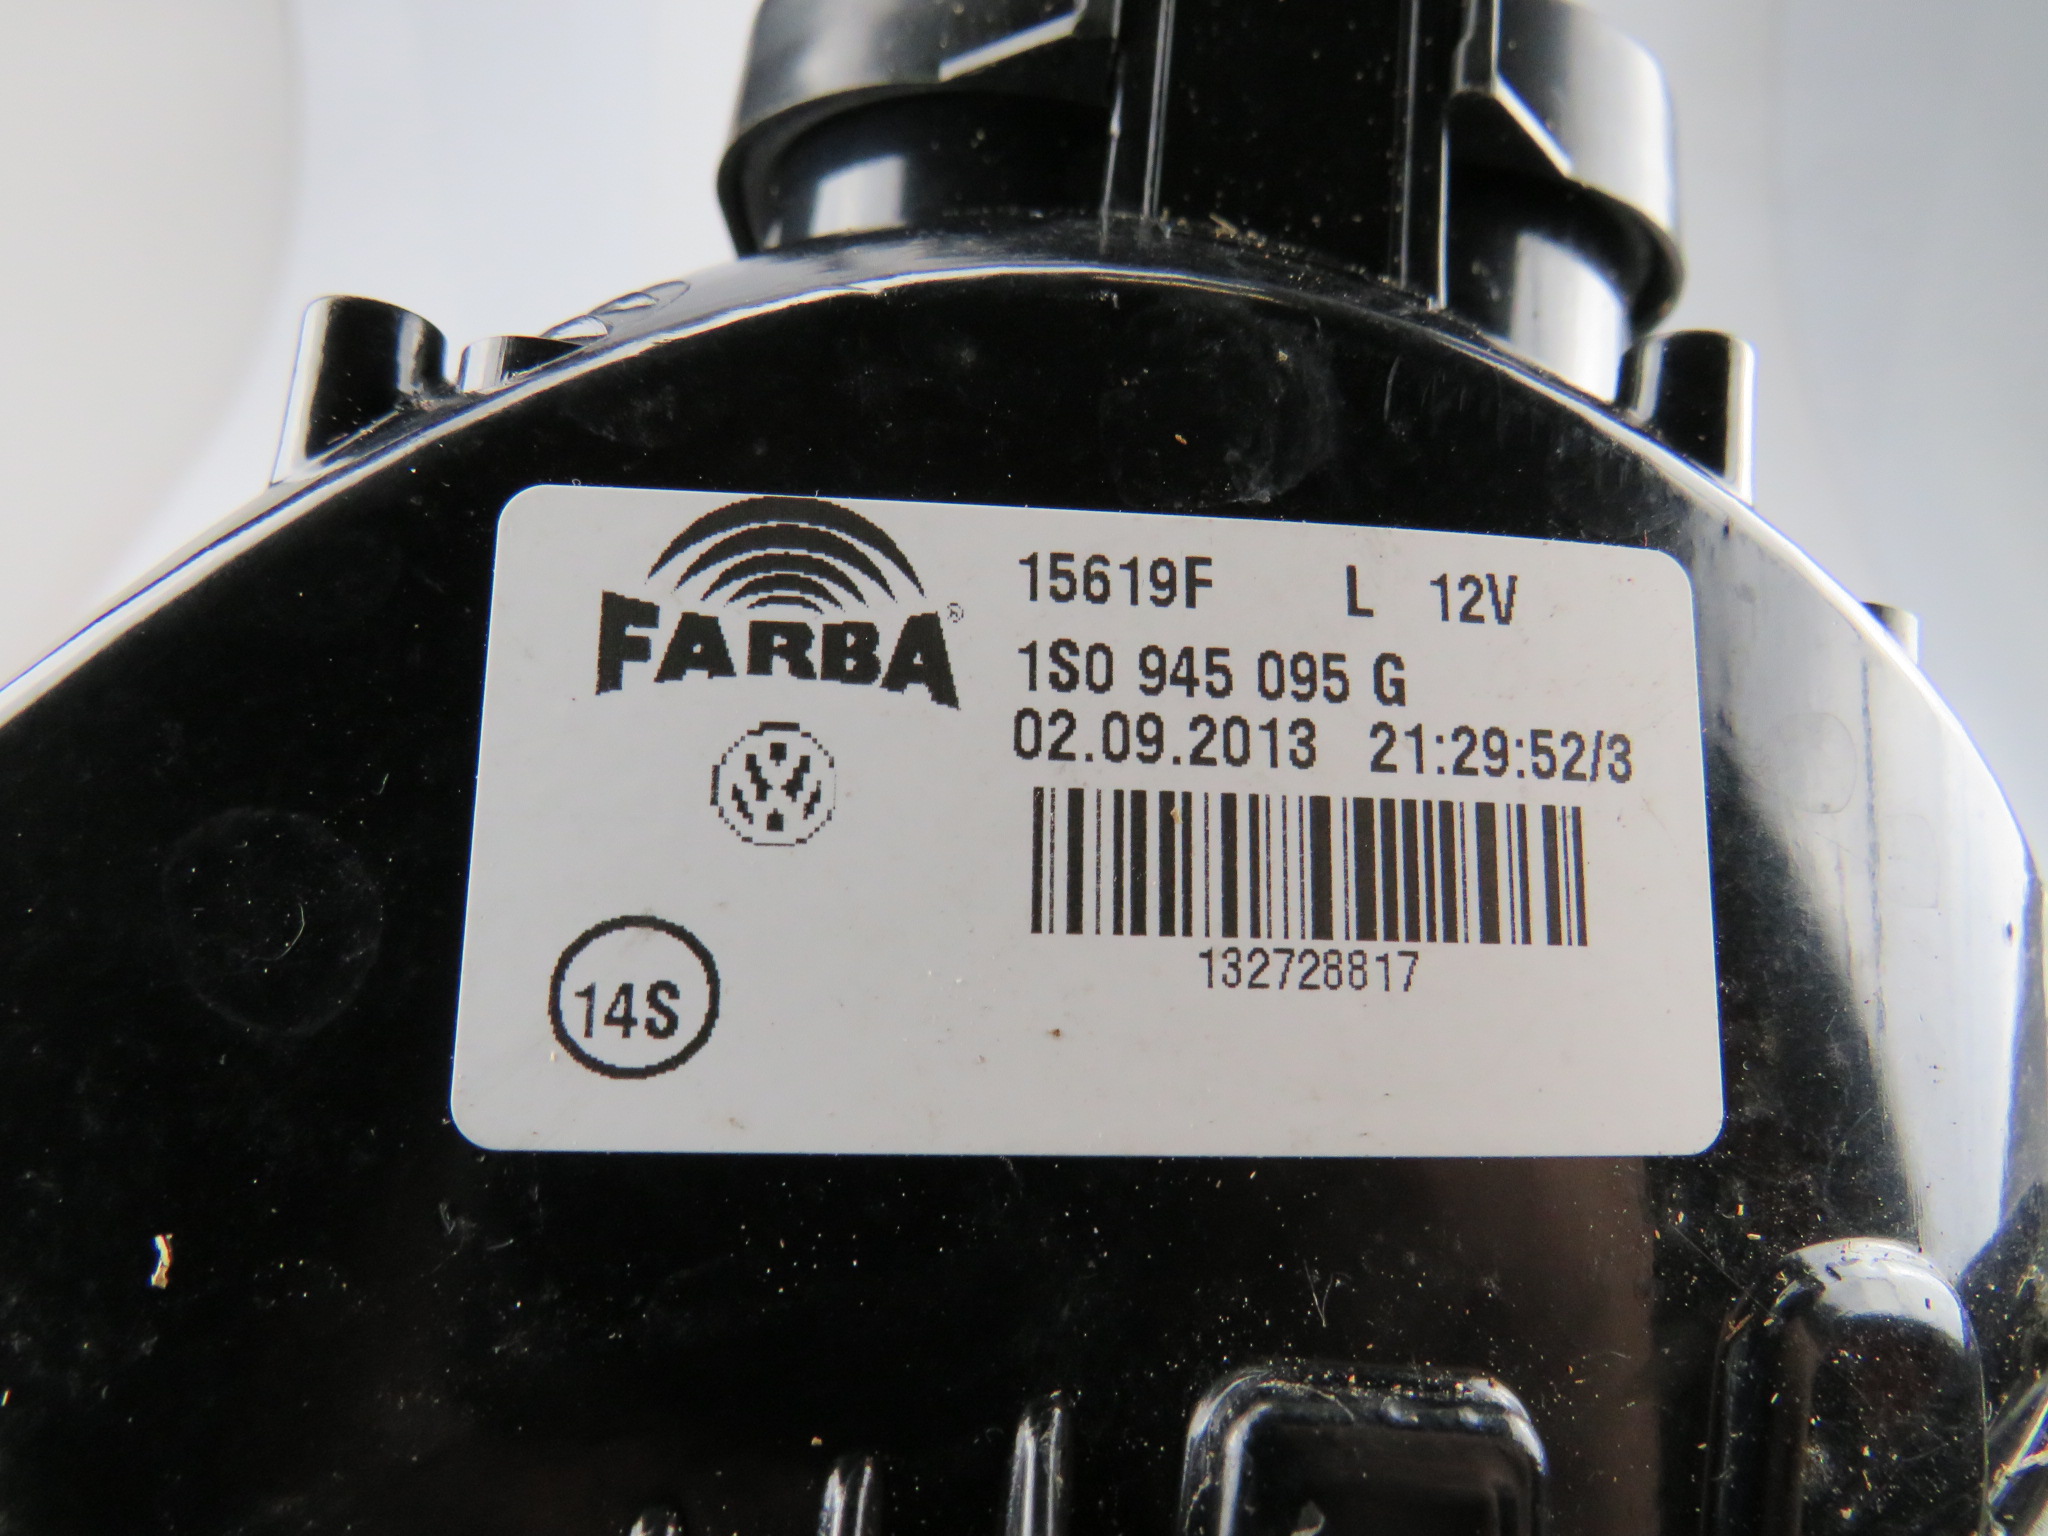 FARBA®
15619F L 12V
1S0 945 095 G
02.09.2013 21:29:52/3
132728817
14S